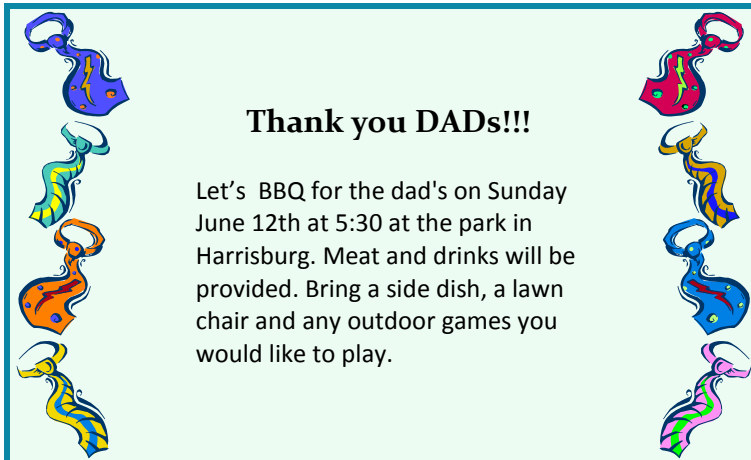 Thank you DADs!!!
Let’s  BBQ for the dad's on Sunday
June 12th at 5:30 at the park in
Harrisburg. Meat and drinks will be
provided. Bring a side dish, a lawn
chair and any outdoor games you
would like to play.